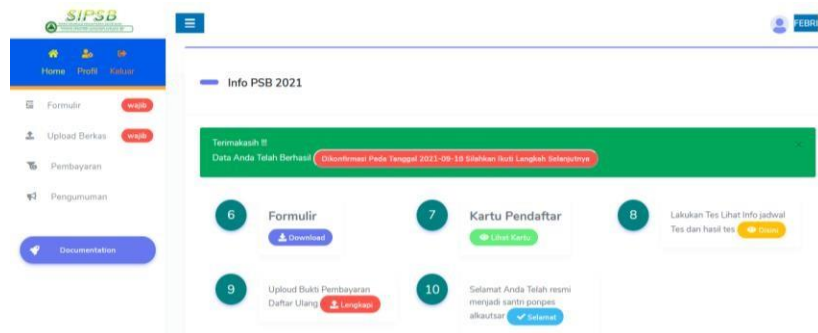 SIPSB
FEBRI
Home Profil Keluar
Info PSB 2021
Formulir wajib
Upload Berkas wajib
Pembayaran
Pengumuman
Documentation
Terimakasih !!!
Data Anda Telah Berhasil Dikonfirmasi Pada Tanggal 2021-09-18 Silahkan Ikuti Langkah Selanjutnya
6
Formulir
Download
7
Kartu Pendaftar
Lihat Kartu
8
Lakukan Tes Lihat Info jadwal
Tes dan hasil tes Disini
9
Uploud Bukti Pembayaran
Daftar Ulang Lengkapi
10
Selamat Anda Telah resmi
menjadi santri ponpes
alkautsar Selamat